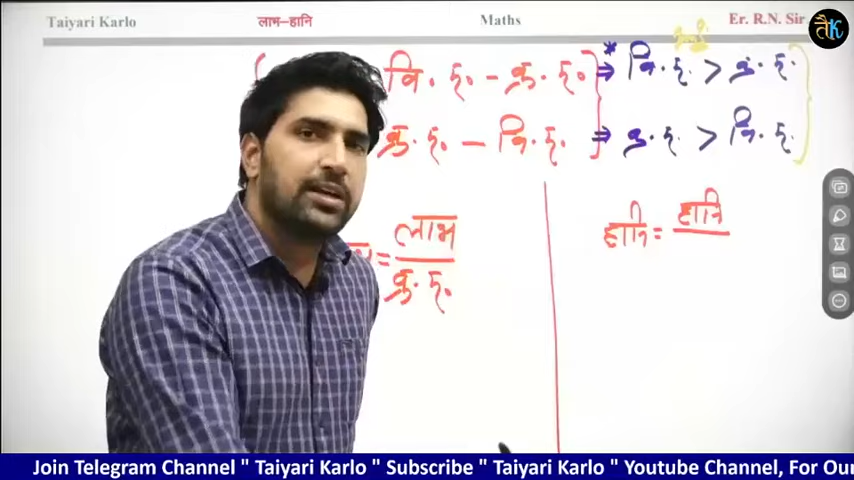 Taiyari Karlo लाभ-हानि Maths Er. R.N. Sir
वि. मू. - क्र. मू. ⇒ वि. मू. > क्र. मू.
क्र. मू. - वि. मू. ⇒ क्र. मू. > वि. मू.
= लाभ / क्र. मू.
हानि = हानि
Join Telegram Channel " Taiyari Karlo " Subscribe " Taiyari Karlo " Youtube Channel, For Our